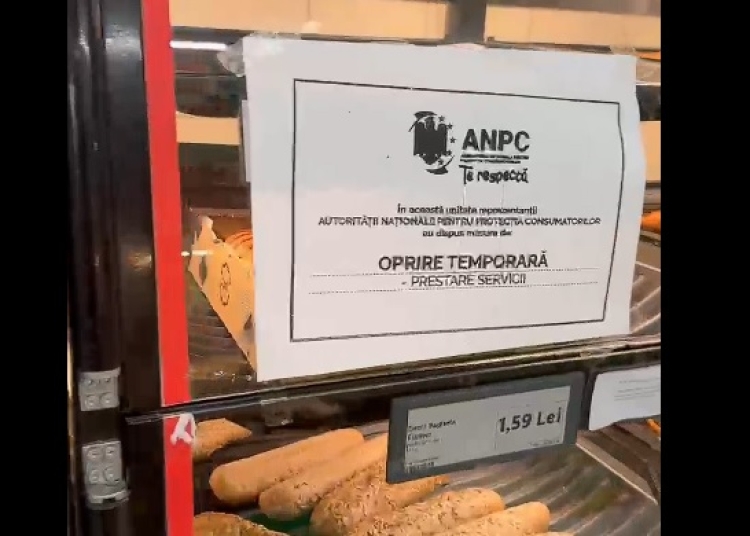 ANPC
Te respectă
În această unitate reprezentanții
AUTORITĂȚII NAȚIONALE PENTRU PROTECȚIA CONSUMATORILOR
au dispus măsura de:
OPRIRE TEMPORARĂ
- PRESTARE SERVICII
1,59 Lei